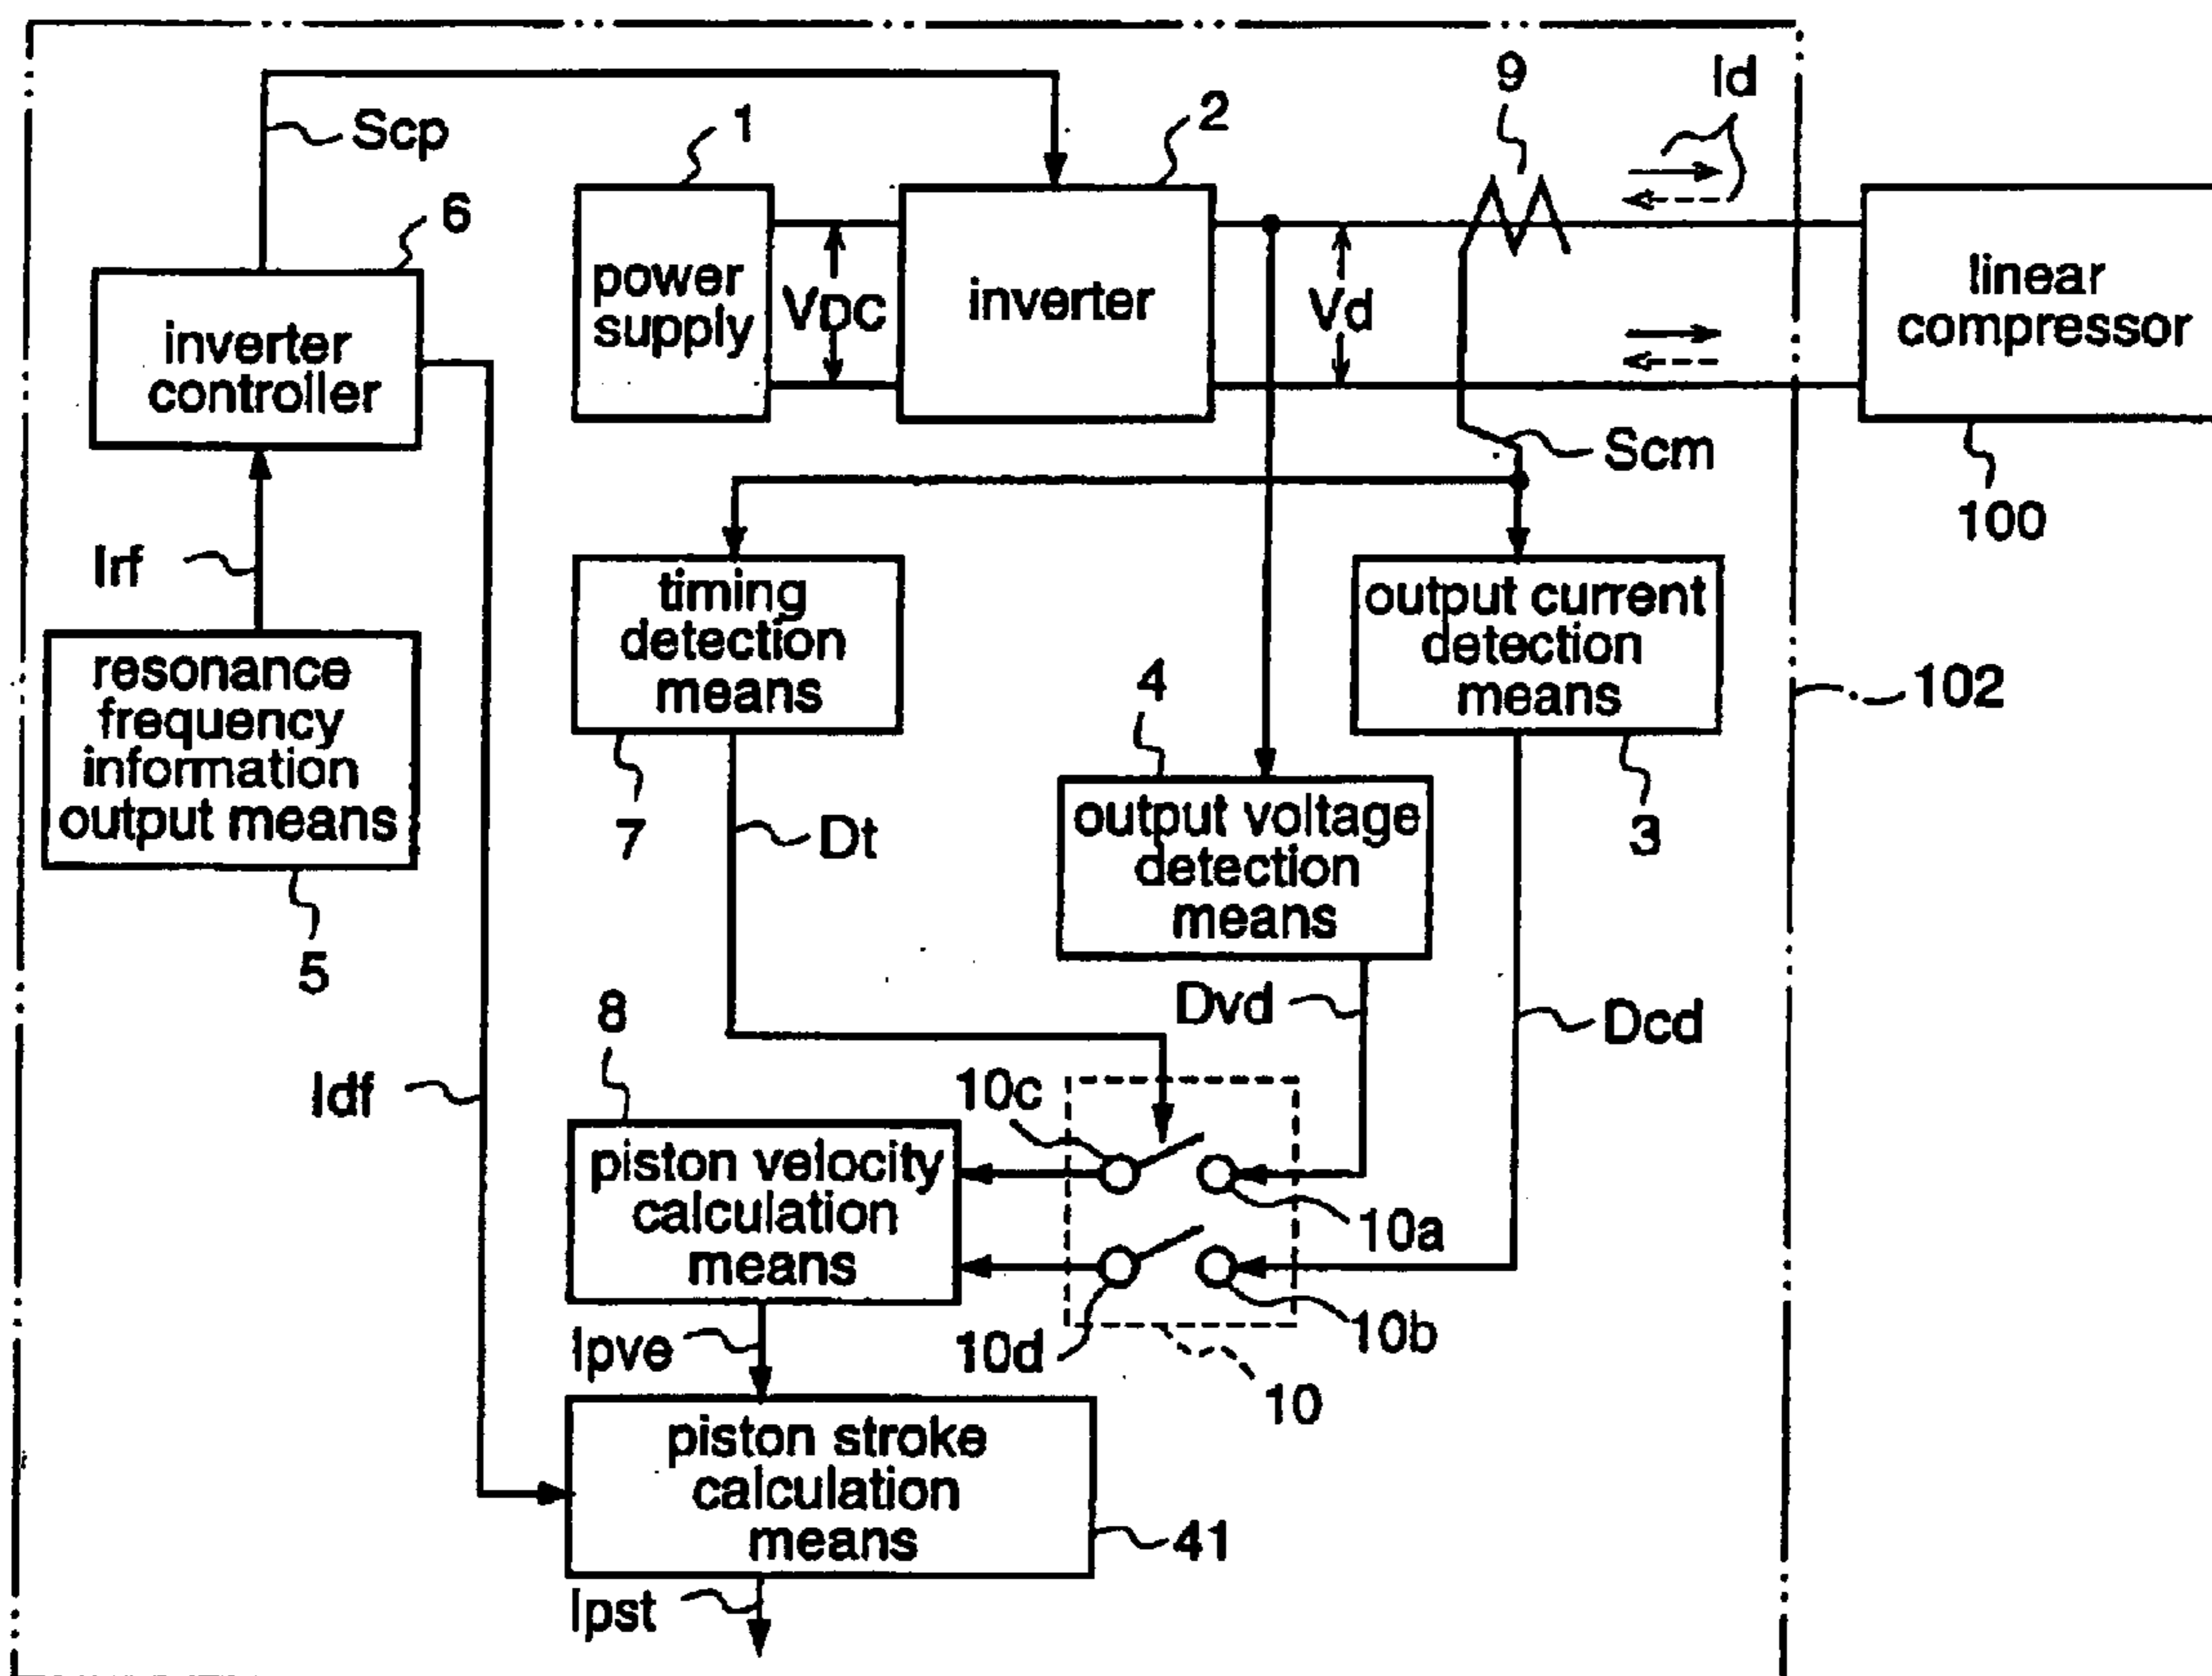 9
Id
Scp
1
2
6
power
supply
VDC
inverter
Vd
linear
compressor
inverter
controller
Scm
100
Irf
timing
detection
means
output current
detection
means
resonance
frequency
information
output means
4
102
7
Dt
output voltage
detection
means
3
5
8
Dvd
Dcd
Idf
10c
piston velocity
calculation
means
10a
Ipve
10d
10b
10
piston stroke
calculation
means
41
Ipst